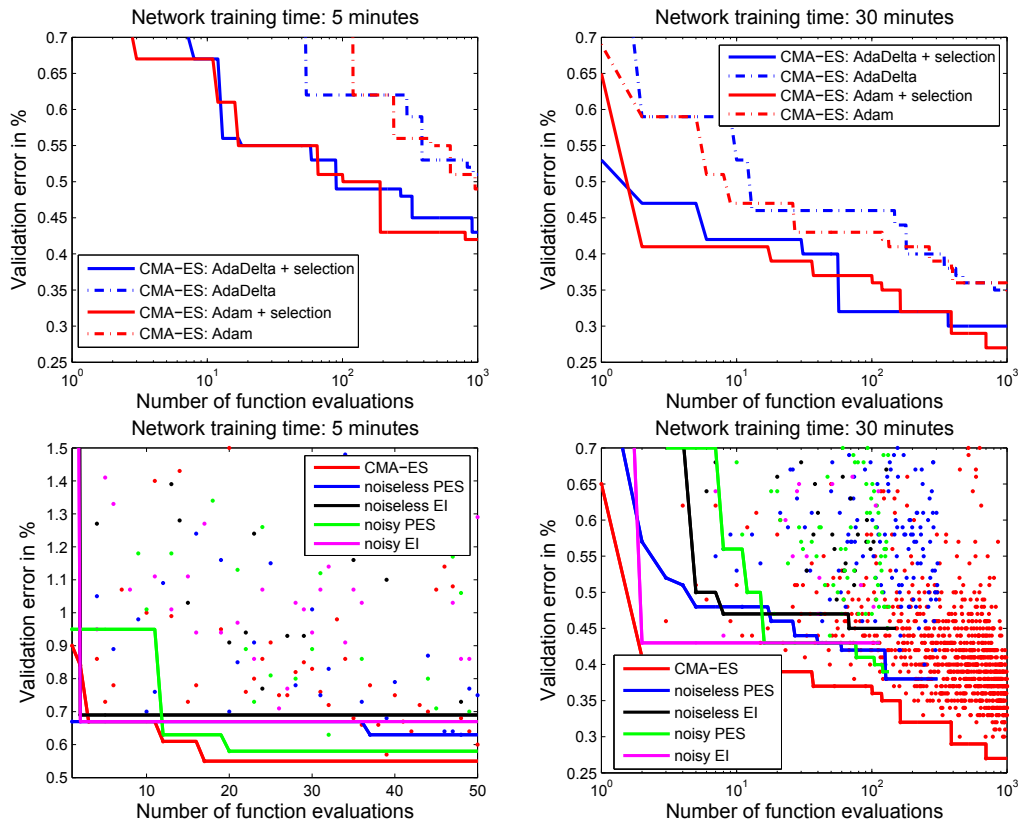 Network training time: 5 minutes
Validation error in %
0.7
0.65
0.6
0.55
0.5
0.45
0.4
0.35
0.3
0.25
CMA−ES: AdaDelta + selection
CMA−ES: AdaDelta
CMA−ES: Adam + selection
CMA−ES: Adam
10^0
10^1
10^2
10^3
Number of function evaluations
Network training time: 30 minutes
Validation error in %
0.7
0.65
0.6
0.55
0.5
0.45
0.4
0.35
0.3
0.25
CMA−ES: AdaDelta + selection
CMA−ES: AdaDelta
CMA−ES: Adam + selection
CMA−ES: Adam
10^0
10^1
10^2
10^3
Number of function evaluations
Network training time: 5 minutes
Validation error in %
1.5
1.4
1.3
1.2
1.1
1
0.9
0.8
0.7
0.6
0.5
CMA−ES
noiseless PES
noiseless EI
noisy PES
noisy EI
10
20
30
40
50
Number of function evaluations
Network training time: 30 minutes
Validation error in %
0.7
0.65
0.6
0.55
0.5
0.45
0.4
0.35
0.3
0.25
CMA−ES
noiseless PES
noiseless EI
noisy PES
noisy EI
10^0
10^1
10^2
10^3
Number of function evaluations